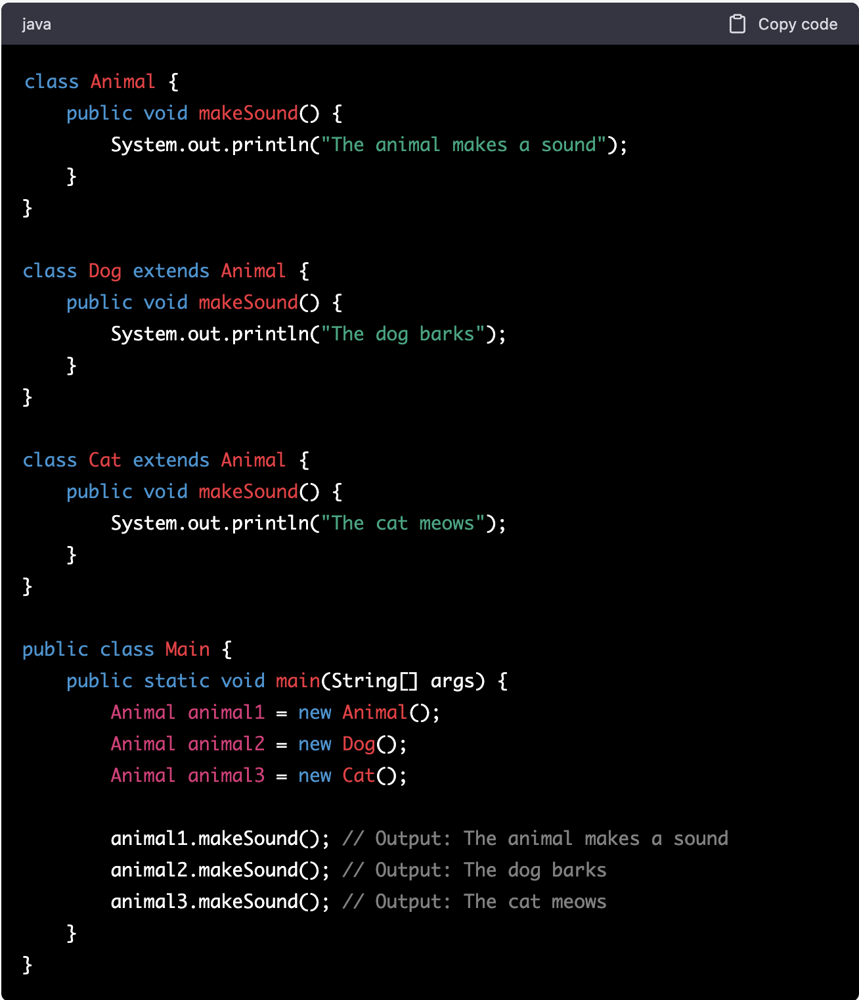 java
Copy code
class Animal {
    public void makeSound() {
        System.out.println("The animal makes a sound");
    }
}

class Dog extends Animal {
    public void makeSound() {
        System.out.println("The dog barks");
    }
}

class Cat extends Animal {
    public void makeSound() {
        System.out.println("The cat meows");
    }
}

public class Main {
    public static void main(String[] args) {
        Animal animal1 = new Animal();
        Animal animal2 = new Dog();
        Animal animal3 = new Cat();

        animal1.makeSound(); // Output: The animal makes a sound
        animal2.makeSound(); // Output: The dog barks
        animal3.makeSound(); // Output: The cat meows
    }
}